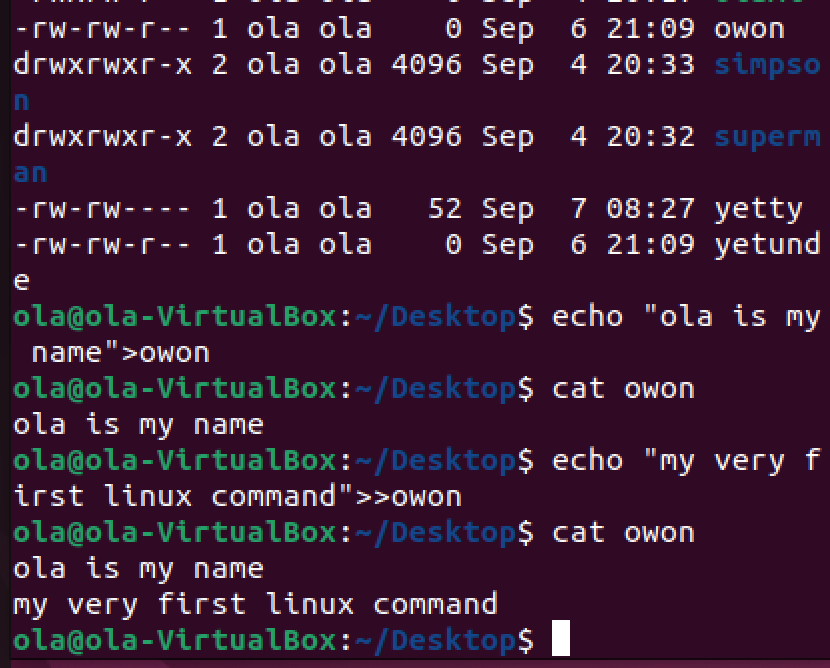 -rw-rw-r-- 1 ola ola    0 Sep  6 21:09 owon
drwxrwxr-x 2 ola ola 4096 Sep  4 20:33 simpso
n
drwxrwxr-x 2 ola ola 4096 Sep  4 20:32 superm
an
-rw-rw---- 1 ola ola   52 Sep  7 08:27 yetty
-rw-rw-r-- 1 ola ola    0 Sep  6 21:09 yetund
e
ola@ola-VirtualBox:~/Desktop$ echo "ola is my
 name">owon
ola@ola-VirtualBox:~/Desktop$ cat owon
ola is my name
ola@ola-VirtualBox:~/Desktop$ echo "my very f
irst linux command">>owon
ola@ola-VirtualBox:~/Desktop$ cat owon
ola is my name
my very first linux command
ola@ola-VirtualBox:~/Desktop$